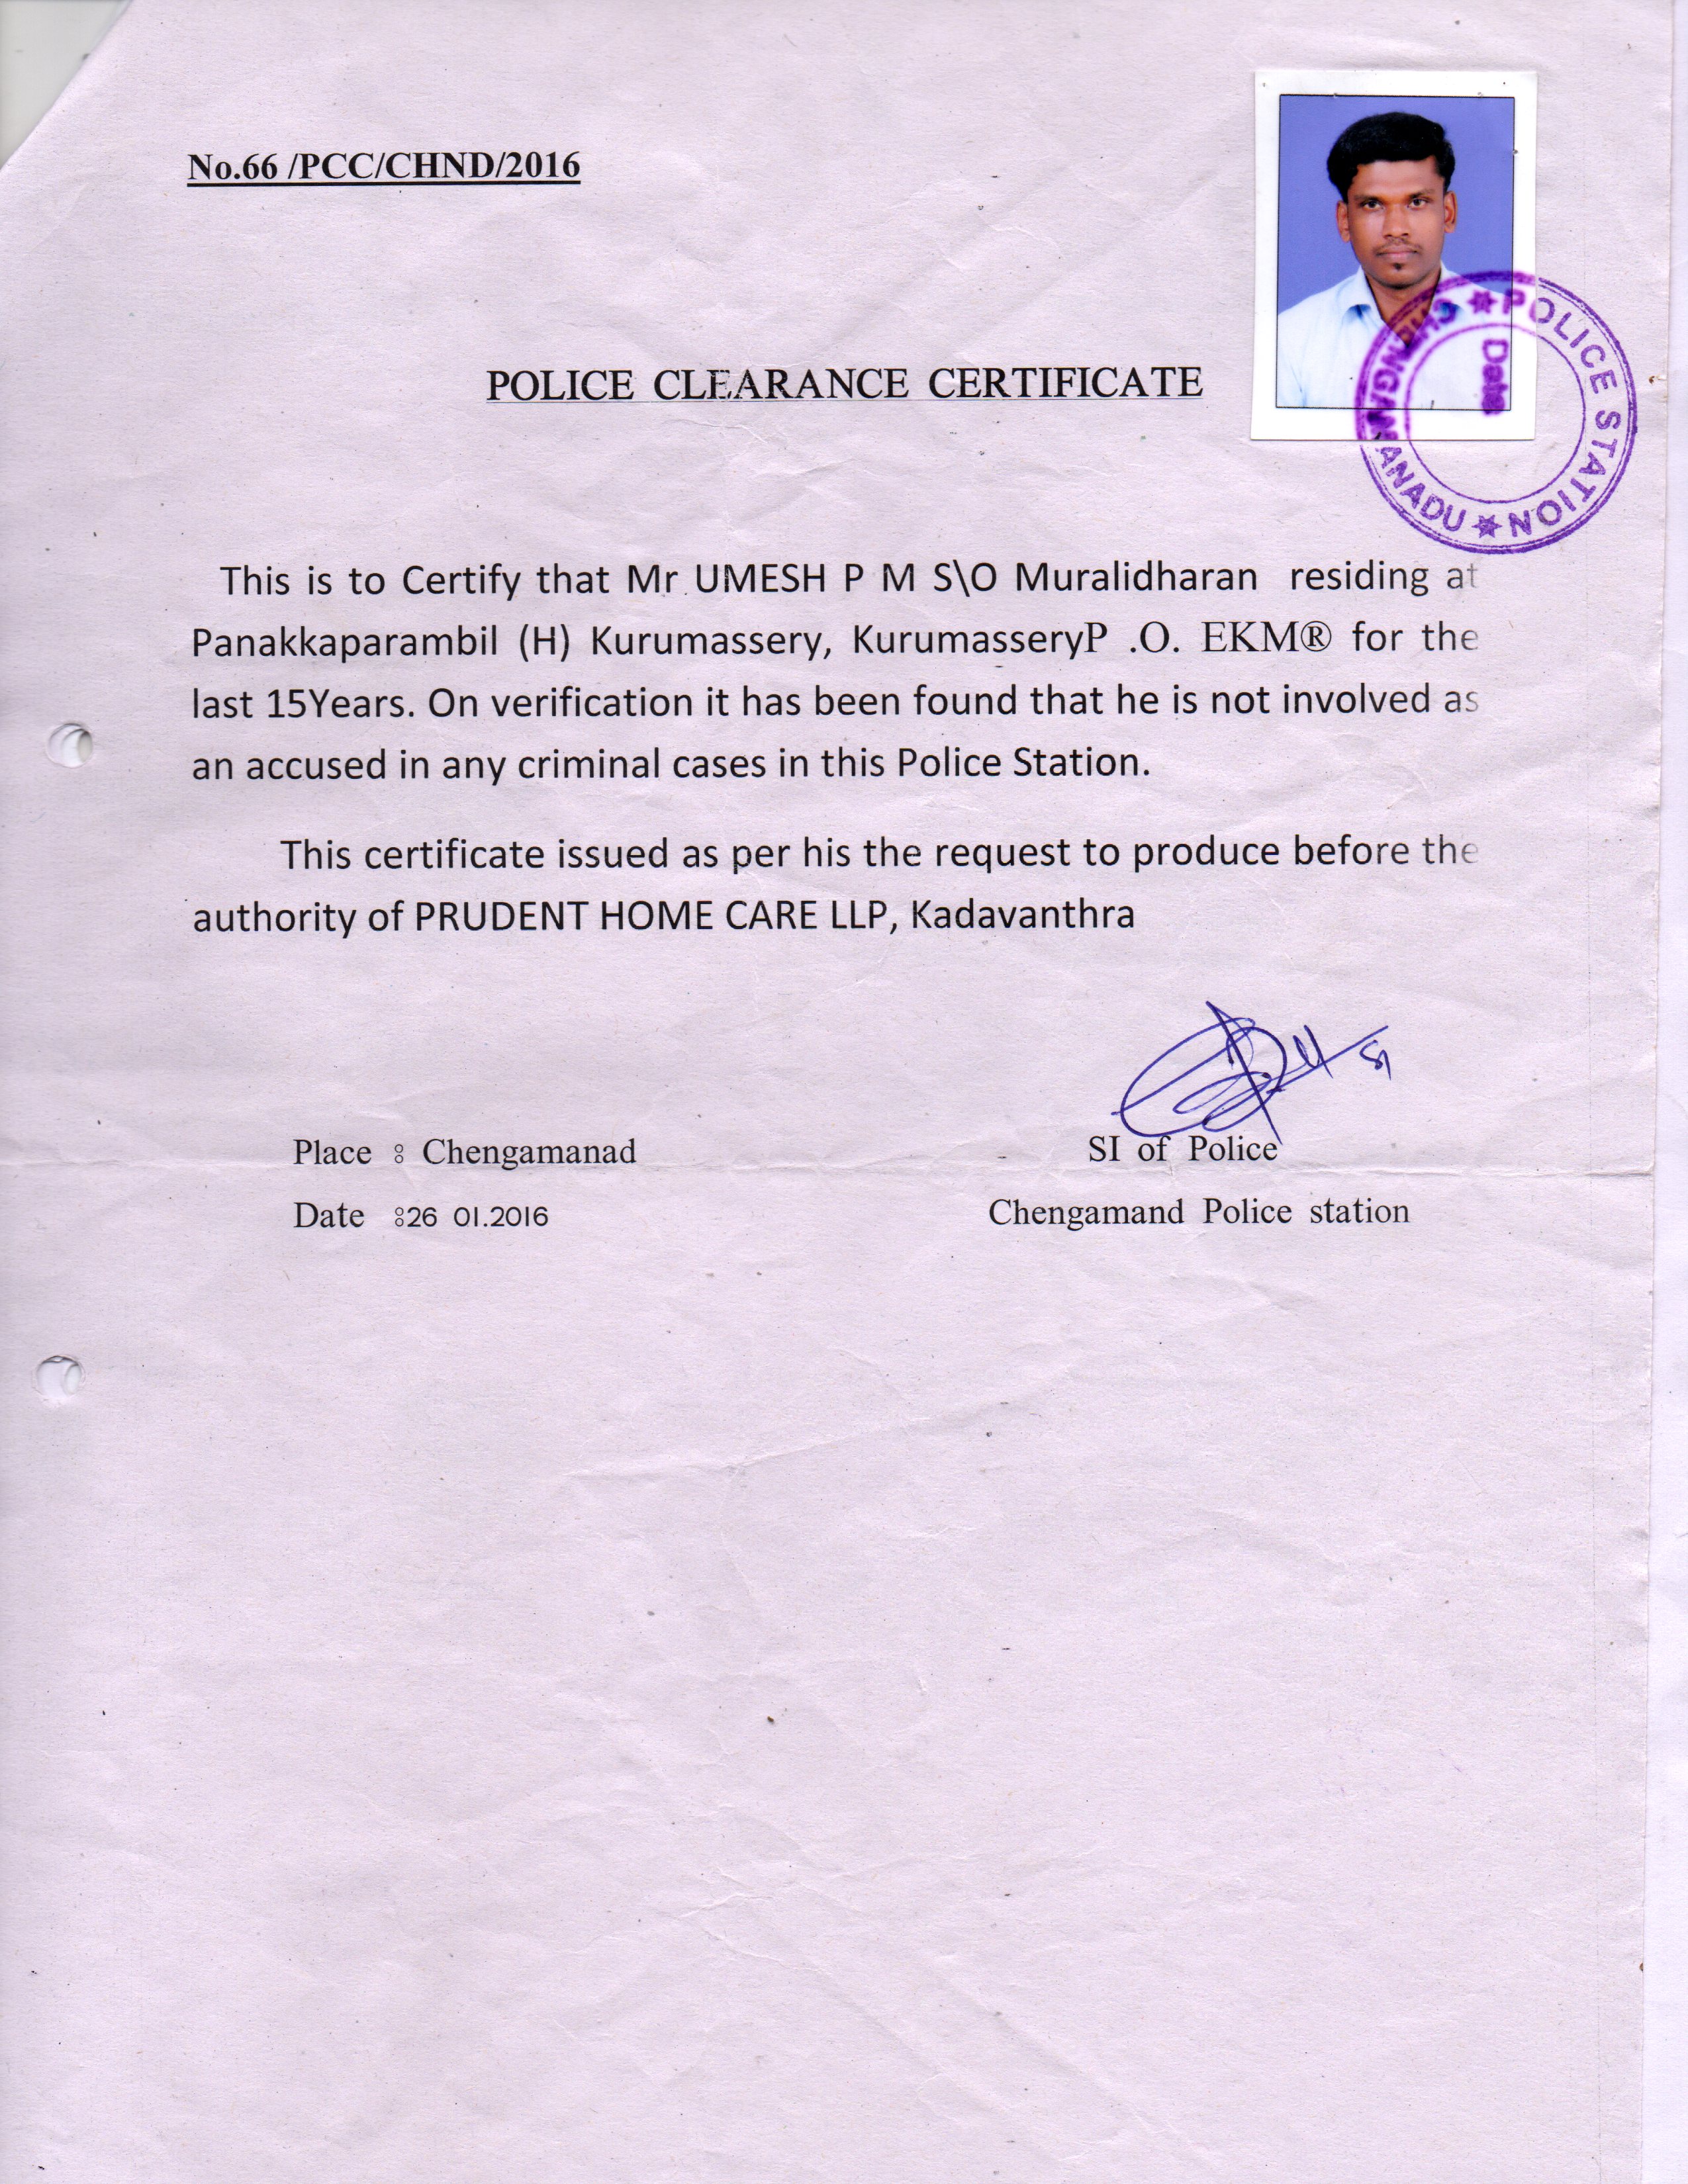 No.66 /PCC/CHND/2016
POLICE CLEARANCE CERTIFICATE
POLICE STATION
CHENGAMANADU
Date
This is to Certify that Mr UMESH P M S\O Muralidharan residing at
Panakkaparambil (H) Kurumassery, KurumasseryP .O. EKM® for the
last 15Years. On verification it has been found that he is not involved as
an accused in any criminal cases in this Police Station.
This certificate issued as per his the request to produce before the
authority of PRUDENT HOME CARE LLP, Kadavanthra
SI
Place : Chengamanad
SI of Police
Date :26 01.2016
Chengamand Police station